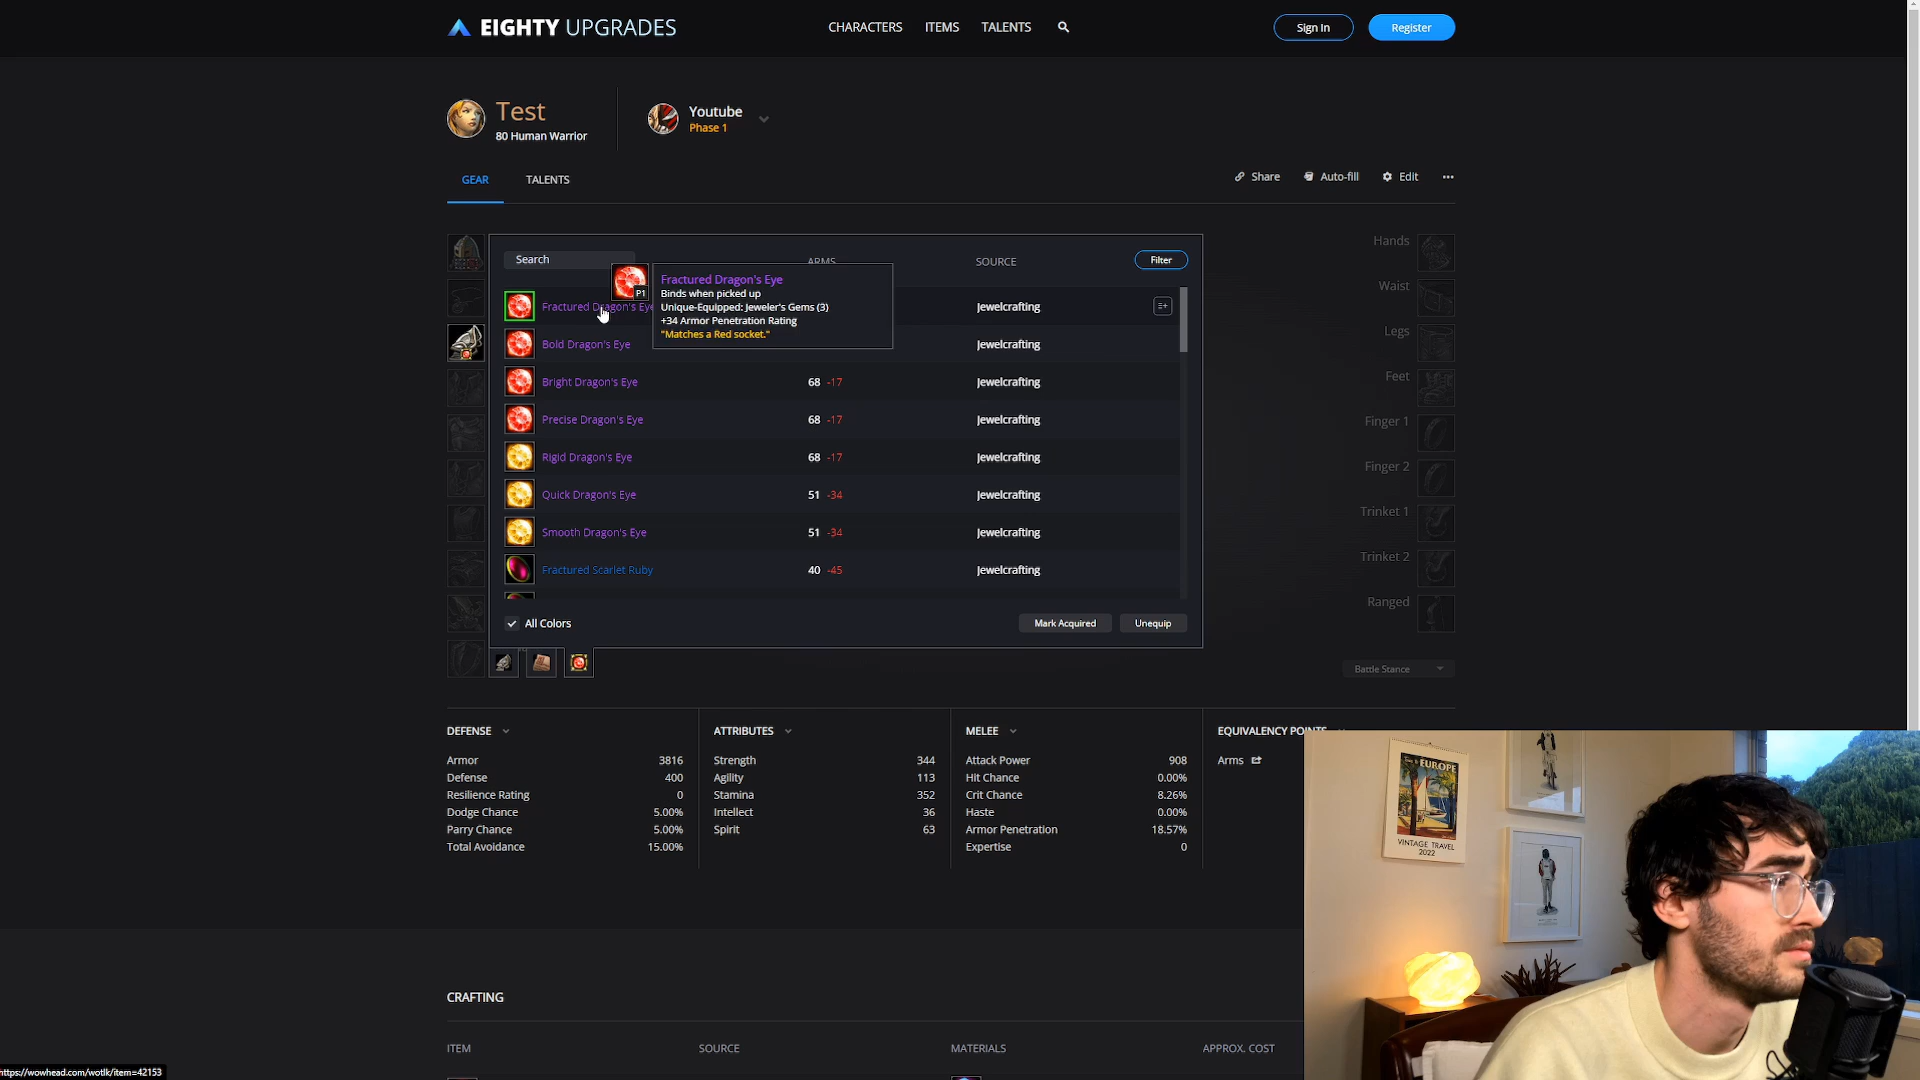 EIGHTY UPGRADES
CHARACTERS
ITEMS
TALENTS
Sign In
Register
Test
80 Human Warrior
Youtube
Phase 1
GEAR
TALENTS
Share
Auto-fill
Edit
Search
ARMS
SOURCE
Filter
Fractured Dragon's Eye
P1
Fractured Dragon's Eye
Binds when picked up
Unique-Equipped: Jeweler's Gems (3)
+34 Armor Penetration Rating
"Matches a Red socket."
Jewelcrafting
Bold Dragon's Eye
Jewelcrafting
Bright Dragon's Eye 68 -17 Jewelcrafting
Precise Dragon's Eye 68 -17 Jewelcrafting
Rigid Dragon's Eye 68 -17 Jewelcrafting
Quick Dragon's Eye 51 -34 Jewelcrafting
Smooth Dragon's Eye 51 -34 Jewelcrafting
Fractured Scarlet Ruby 40 -45 Jewelcrafting
All Colors
Mark Acquired
Unequip
Hands
Waist
Legs
Feet
Finger 1
Finger 2
Trinket 1
Trinket 2
Ranged
Battle Stance
DEFENSE
Armor 3816
Defense 400
Resilience Rating 0
Dodge Chance 5.00%
Parry Chance 5.00%
Total Avoidance 15.00%
ATTRIBUTES
Strength 344
Agility 113
Stamina 352
Intellect 36
Spirit 63
MELEE
Attack Power 908
Hit Chance 0.00%
Crit Chance 8.26%
Haste 0.00%
Armor Penetration 18.57%
Expertise 0
EQUIVALENCY POINTS
Arms
CRAFTING
ITEM
SOURCE
MATERIALS
APPROX. COST
https://wowhead.com/wotlk/item=42153
EUROPE
VINTAGE TRAVEL
2022